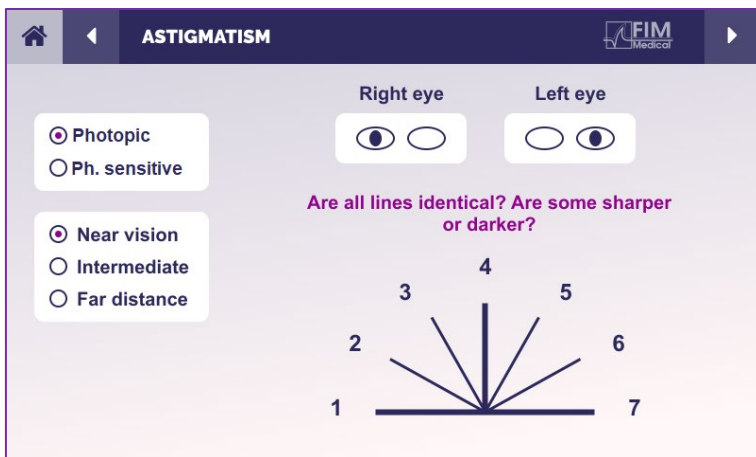 ASTIGMATISM
FIM
Medical
Right eye
Left eye
Photopic
Ph. sensitive
Near vision
Intermediate
Far distance
Are all lines identical? Are some sharper
or darker?
4
3
5
2
6
1
7